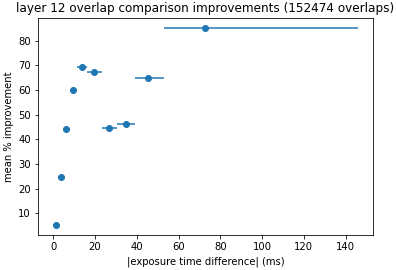 layer 12 overlap comparison improvements (152474 overlaps)
mean % improvement
80
70
60
50
40
30
20
10
0 20 40 60 80 100 120 140
|exposure time difference| (ms)